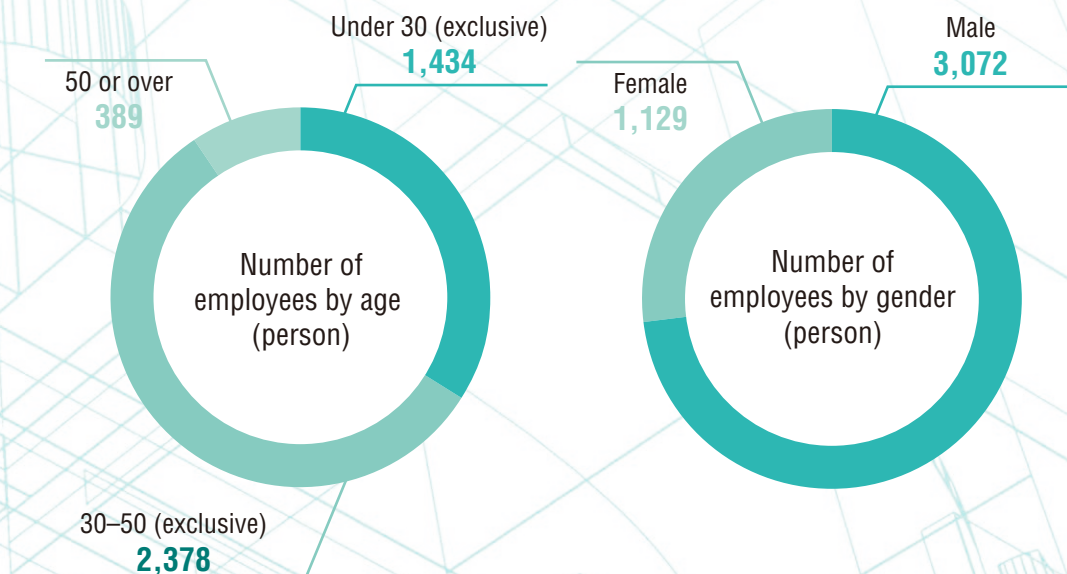 Under 30 (exclusive)
1,434
50 or over
389
Number of
employees by age
(person)
30–50 (exclusive)
2,378
Male
3,072
Female
1,129
Number of
employees by gender
(person)